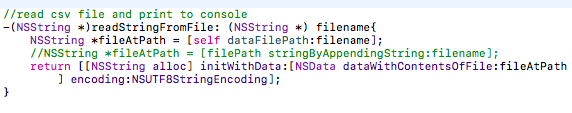 //read csv file and print to console
-(NSString *)readStringFromFile: (NSString *) filename{
    NSString *fileAtPath = [self dataFilePath:filename];
    //NSString *fileAtPath = [filePath stringByAppendingString:filename];
    return [[NSString alloc] initWithData:[NSData dataWithContentsOfFile:fileAtPath
        ] encoding:NSUTF8StringEncoding];
}